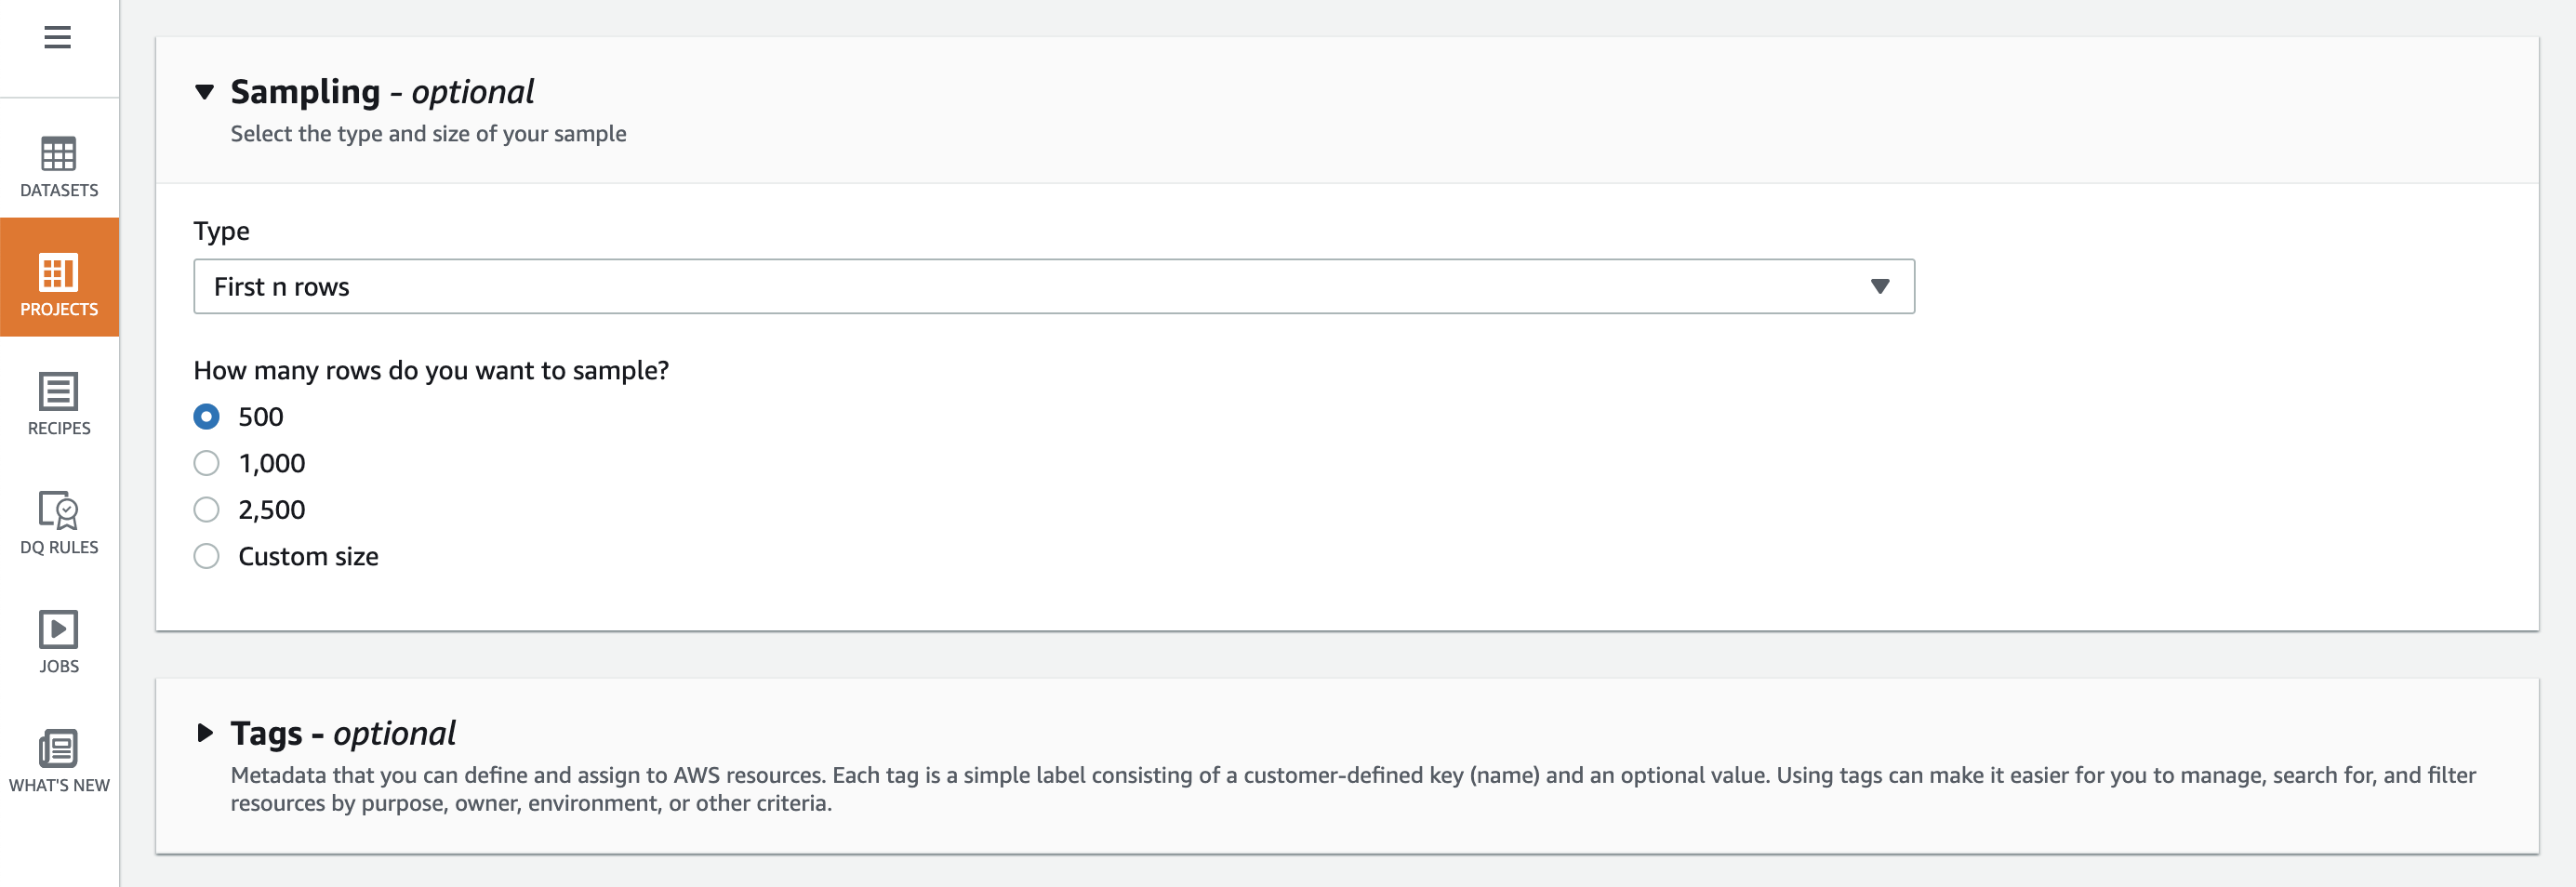 DATASETS
PROJECTS
RECIPES
DQ RULES
JOBS
WHAT'S NEW
Sampling - optional
Select the type and size of your sample
Type
First n rows
How many rows do you want to sample?
500
1,000
2,500
Custom size
Tags - optional
Metadata that you can define and assign to AWS resources. Each tag is a simple label consisting of a customer-defined key (name) and an optional value. Using tags can make it easier for you to manage, search for, and filter
resources by purpose, owner, environment, or other criteria.